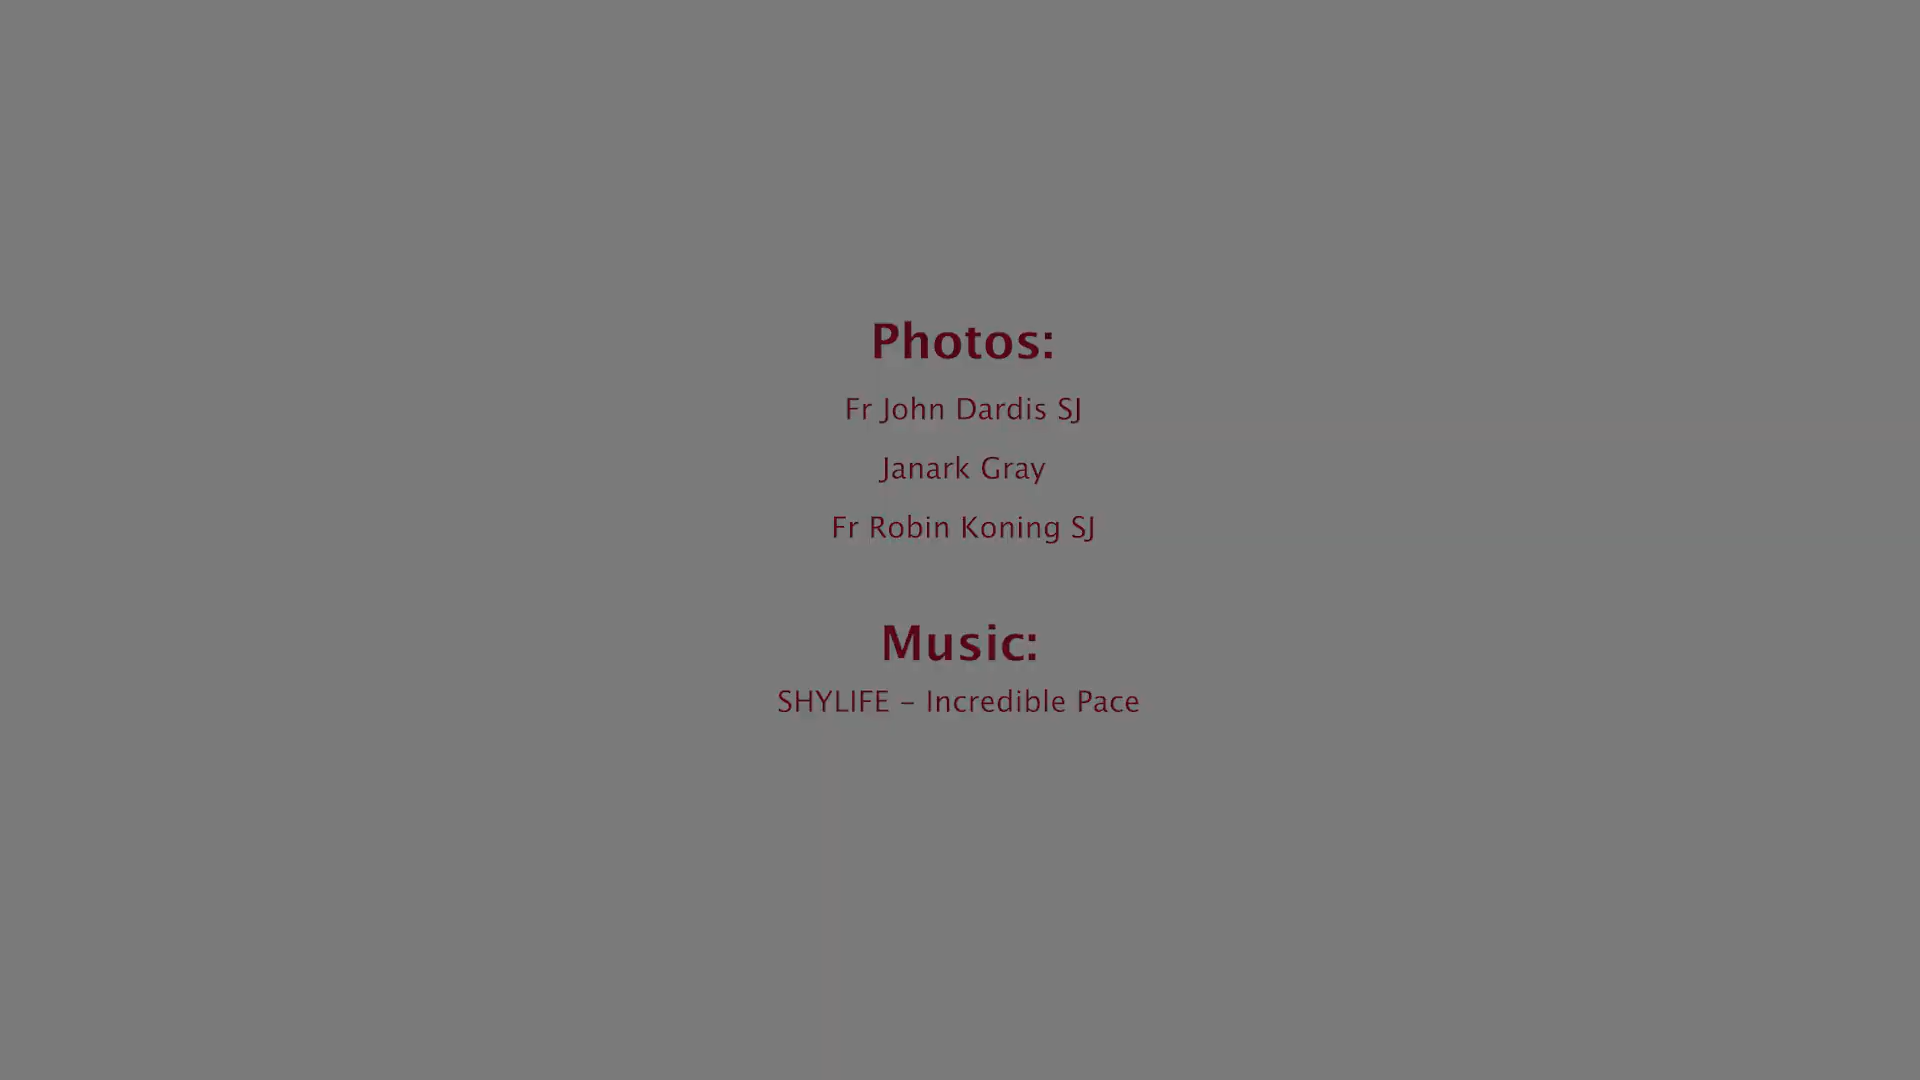 Photos:
Fr John Dardis SJ
Janark Gray
Fr Robin Koning SJ
Music:
SHYLIFE – Incredible Pace